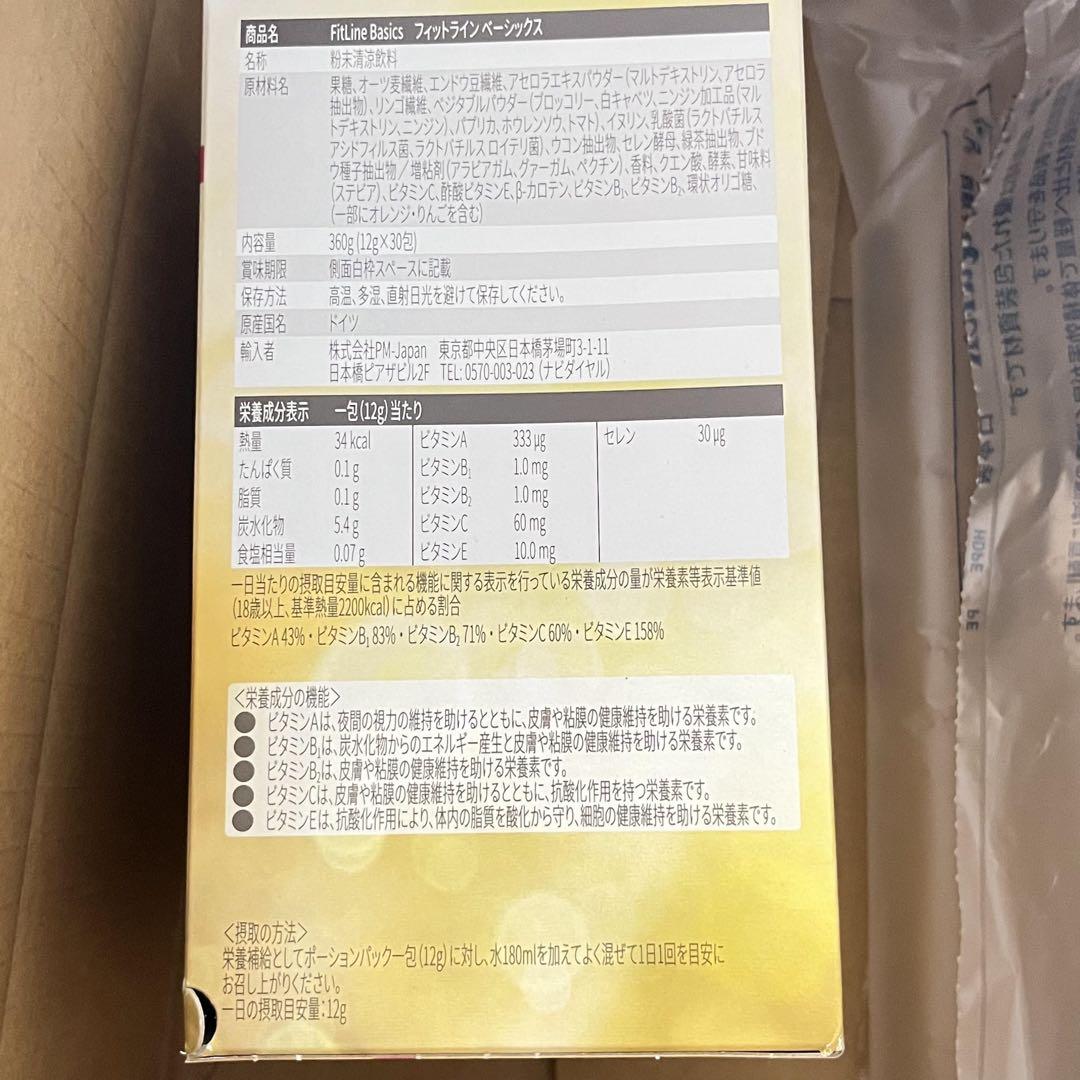 商品名 FitLine Basics フィットライン ベーシックス
名称 粉末清涼飲料
原材料名 果糖、オーツ麦繊維、エンドウ豆繊維、アセロラエキスパウダー(マルトデキストリン、アセロラ
抽出物)、リンゴ繊維、ベジタブルパウダー(ブロッコリー、白キャベツ、ニンジン加工品(マル
トデキストリン、ニンジン)、パプリカ、ホウレンソウ、トマト)、イヌリン、乳酸菌(ラクトバチルス
アシドフィルス菌、ラクトバチルス ロイテリ菌)、ウコン抽出物、セレン酵母、緑茶抽出物、ブド
ウ種子抽出物/増粘剤(アラビアガム、グァーガム、ペクチン)、香料、クエン酸、酵素、甘味料
(ステビア)、ビタミンC、酢酸ビタミンE、β-カロテン、ビタミンB₁、ビタミンB₂、環状オリゴ糖、
(一部にオレンジ・りんごを含む)
内容量 360g (12g×30包)
賞味期限 側面白枠スペースに記載
保存方法 高温、多湿、直射日光を避けて保存してください。
原産国名 ドイツ
輸入者 株式会社PM-Japan 東京都中央区日本橋茅場町3-1-11
日本橋ピアザビル2F TEL: 0570-003-023 (ナビダイヤル)
栄養成分表示 一包(12g)当たり
熱量 34 kcal ビタミンA 333 μg セレン 30 μg
たんぱく質 0.1 g ビタミンB₁ 1.0 mg
脂質 0.1 g ビタミンB₂ 1.0 mg
炭水化物 5.4 g ビタミンC 60 mg
食塩相当量 0.07 g ビタミンE 10.0 mg
一日当たりの摂取目安量に含まれる機能に関する表示を行っている栄養成分の量が栄養素等表示基準値
(18歳以上、基準熱量2200kcal)に占める割合
ビタミンA 43%・ビタミンB₁ 83%・ビタミンB₂ 71%・ビタミンC 60%・ビタミンE 158%
<栄養成分の機能>
● ビタミンAは、夜間の視力の維持を助けるとともに、皮膚や粘膜の健康維持を助ける栄養素です。
● ビタミンB₁は、炭水化物からのエネルギー産生と皮膚や粘膜の健康維持を助ける栄養素です。
● ビタミンB₂は、皮膚や粘膜の健康維持を助ける栄養素です。
● ビタミンCは、皮膚や粘膜の健康維持を助けるとともに、抗酸化作用を持つ栄養素です。
● ビタミンEは、抗酸化作用により、体内の脂質を酸化から守り、細胞の健康維持を助ける栄養素です。
<摂取の方法>
栄養補給としてポーションパック一包(12g)に対し、水180mlを加えてよく混ぜて1日1回を目安に
お召し上がりください。
一日の摂取目安量:12g